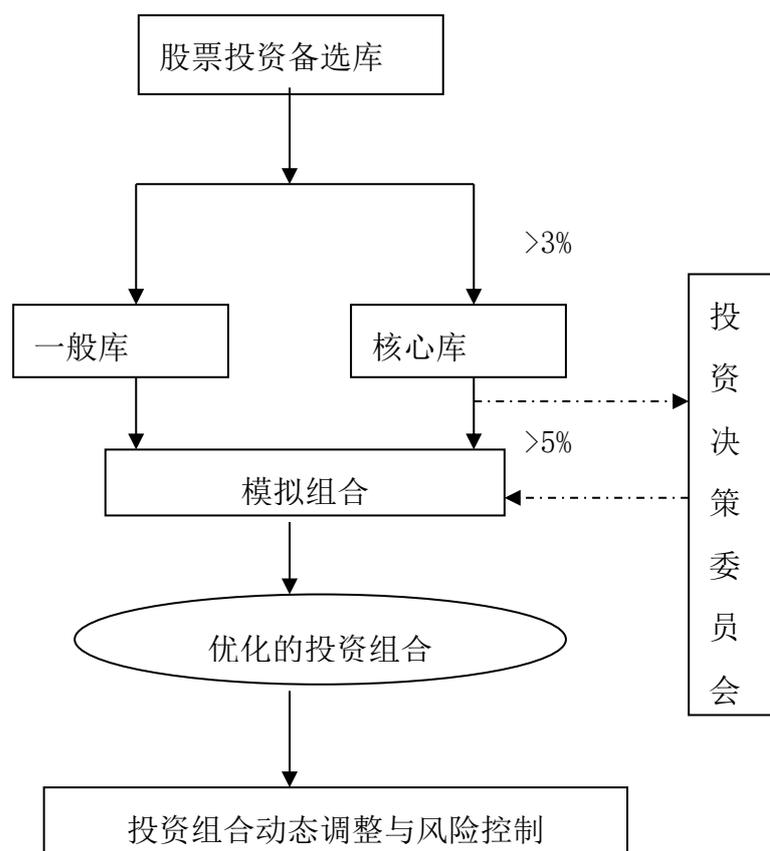 股票投资备选库
>3%
一般库
核心库
>5%
模拟组合
优化的投资组合
投资组合动态调整与风险控制
投
资
决
策
委
员
会